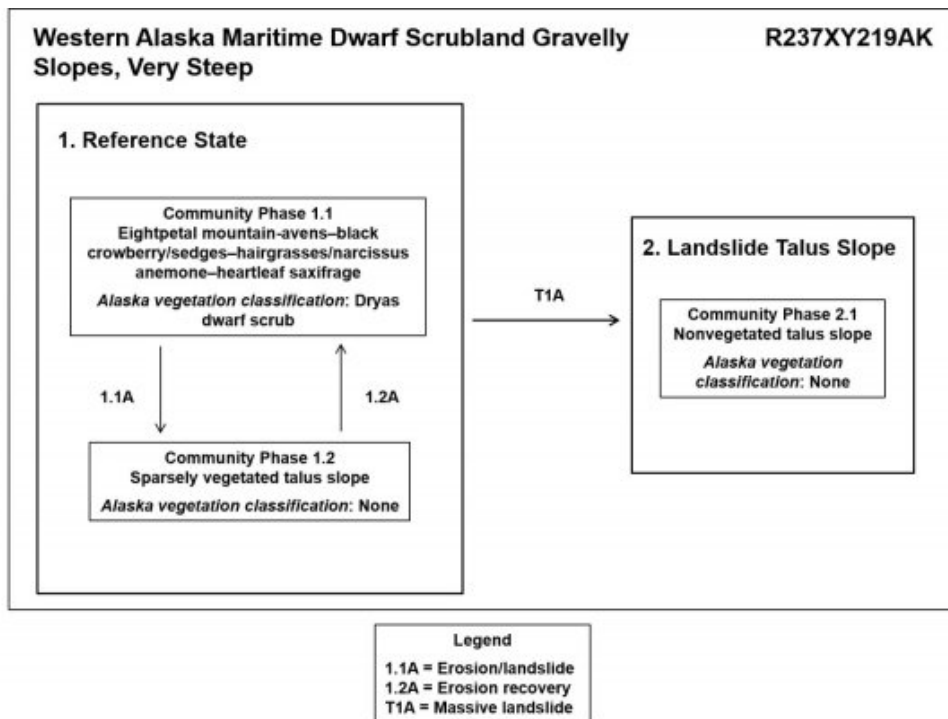 Western Alaska Maritime Dwarf Scrubland Gravelly
Slopes, Very Steep
R237XY219AK
1. Reference State
Community Phase 1.1
Eightpetal mountain-avens–black
crowberry/sedges–hairgrasses/narcissus
anemone–heartleaf saxifrage
Alaska vegetation classification: Dryas
dwarf scrub
1.1A
1.2A
Community Phase 1.2
Sparsely vegetated talus slope
Alaska vegetation classification: None
T1A
2. Landslide Talus Slope
Community Phase 2.1
Nonvegetated talus slope
Alaska vegetation
classification: None
Legend
1.1A = Erosion/landslide
1.2A = Erosion recovery
T1A = Massive landslide